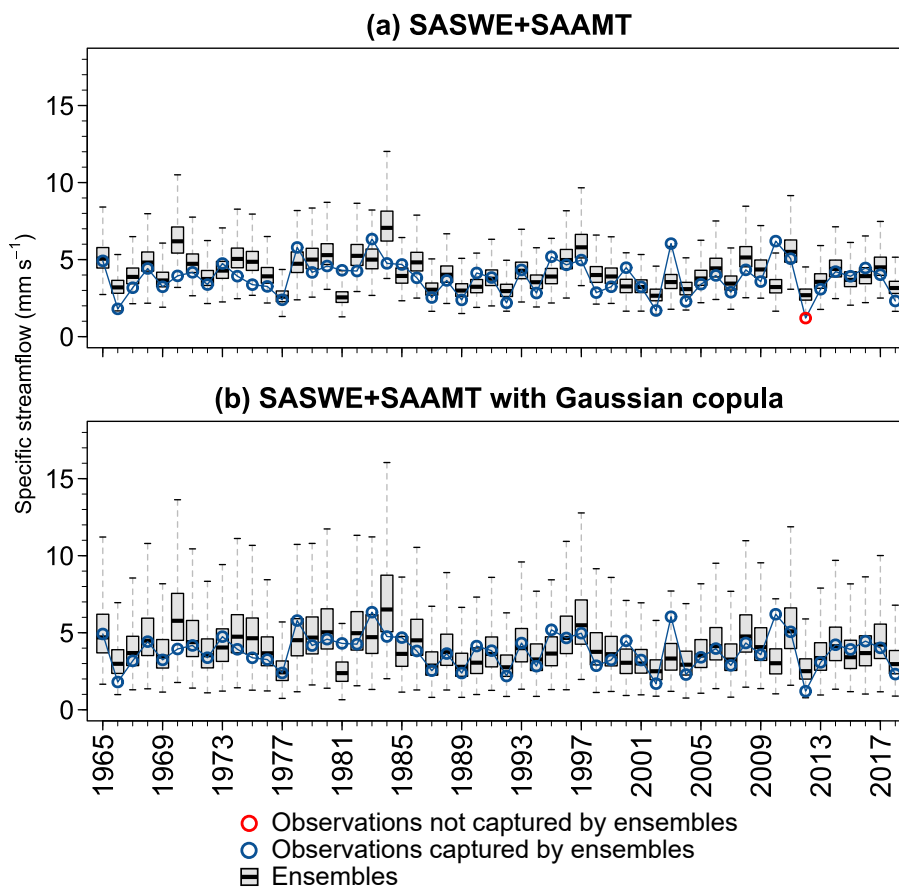 (a) SASWE+SAAMT
15
10
5
0
Specific streamflow (mm s⁻¹)
(b) SASWE+SAAMT with Gaussian copula
15
10
5
0
1965 1969 1973 1977 1981 1985 1989 1993 1997 2001 2005 2009 2013 2017
Observations not captured by ensembles
Observations captured by ensembles
Ensembles